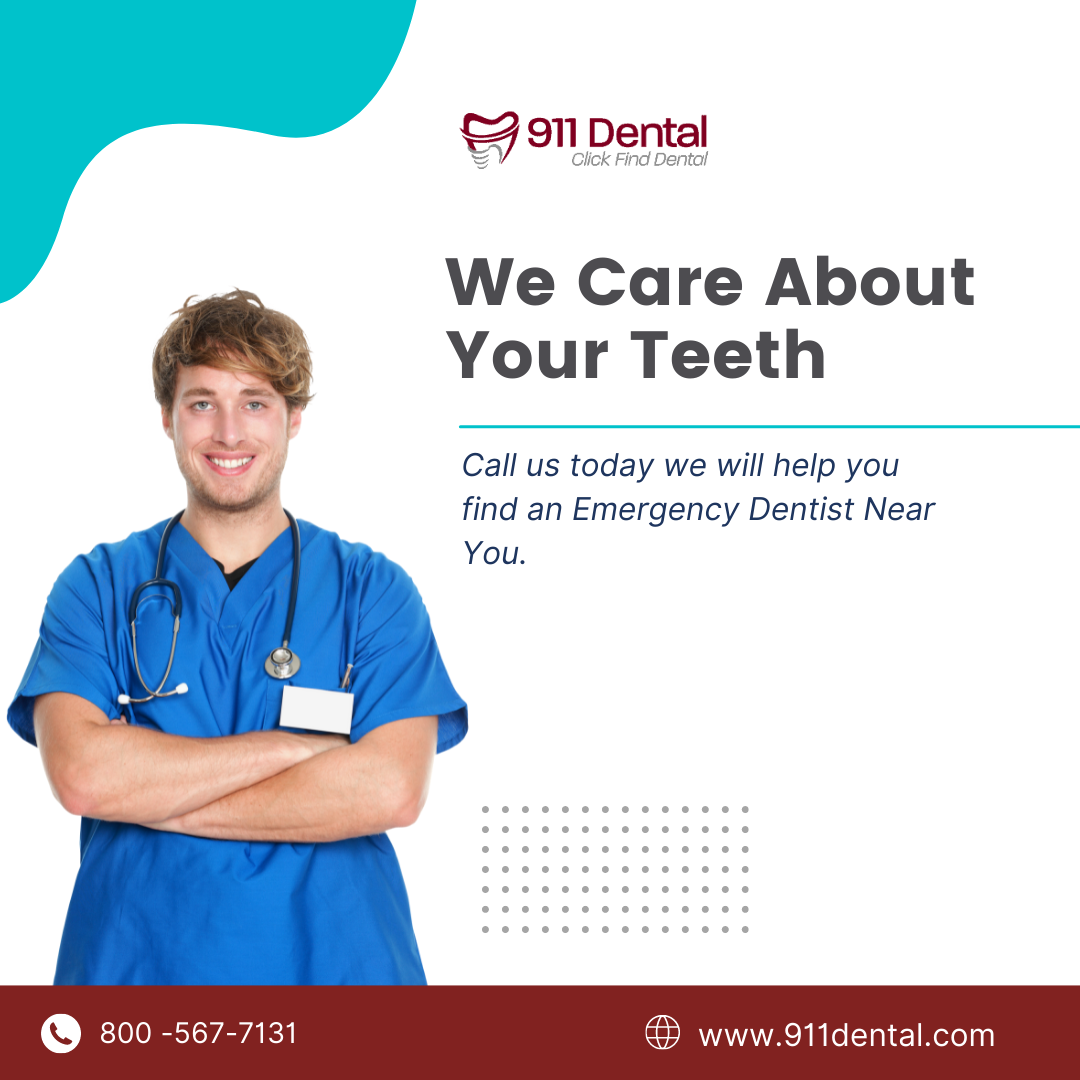 911 Dental
Click Find Dental
We Care About
Your Teeth
Call us today we will help you
find an Emergency Dentist Near
You.
800 -567-7131
www.911dental.com